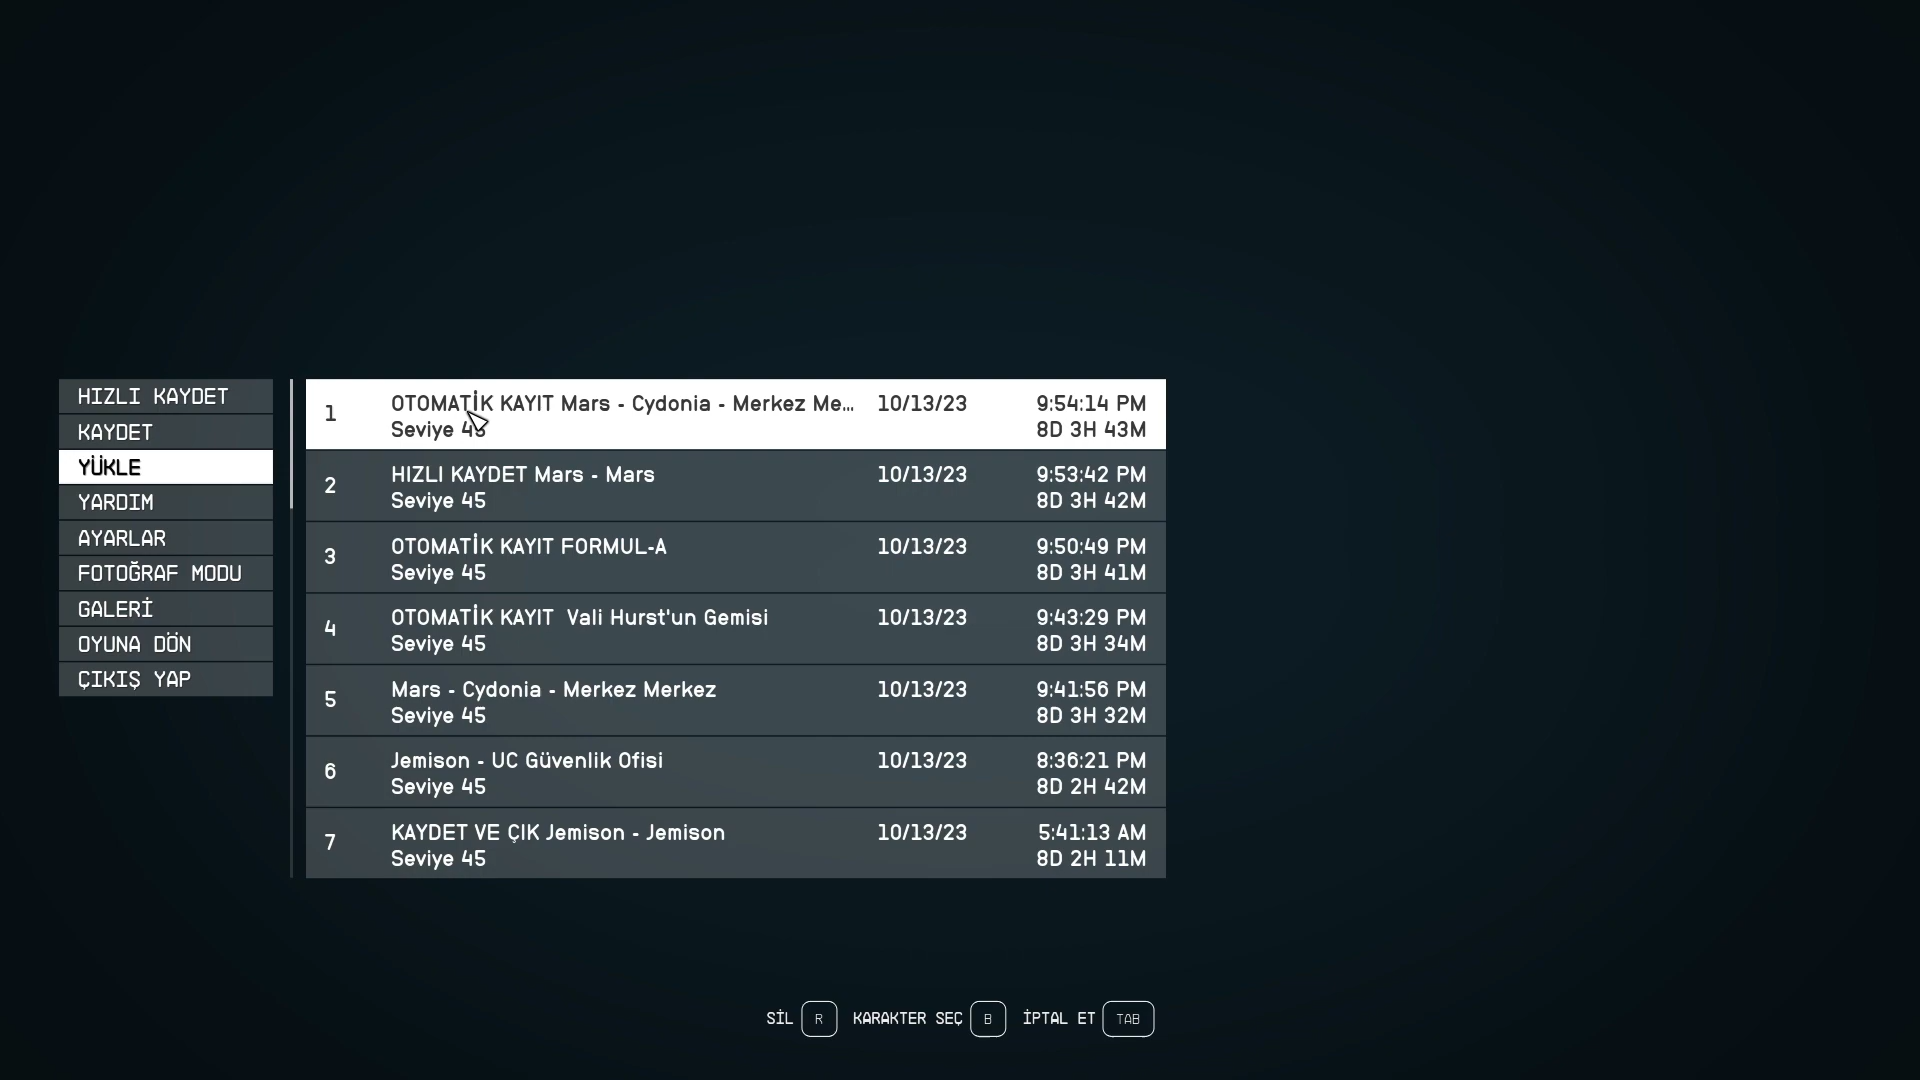 HIZLI KAYDET
KAYDET
YÜKLE
YARDIM
AYARLAR
FOTOĞRAF MODU
GALERİ
OYUNA DÖN
ÇIKIŞ YAP
1 OTOMATİK KAYIT Mars - Cydonia - Merkez Me... 10/13/23 9:54:14 PM
Seviye 45 8D 3H 43M
2 HIZLI KAYDET Mars - Mars 10/13/23 9:53:42 PM
Seviye 45 8D 3H 42M
3 OTOMATİK KAYIT FORMUL-A 10/13/23 9:50:49 PM
Seviye 45 8D 3H 41M
4 OTOMATİK KAYIT  Vali Hurst'un Gemisi 10/13/23 9:43:29 PM
Seviye 45 8D 3H 34M
5 Mars - Cydonia - Merkez Merkez 10/13/23 9:41:56 PM
Seviye 45 8D 3H 32M
6 Jemison - UC Güvenlik Ofisi 10/13/23 8:36:21 PM
Seviye 45 8D 2H 42M
7 KAYDET VE ÇIK Jemison - Jemison 10/13/23 5:41:13 AM
Seviye 45 8D 2H 11M
SİL R KARAKTER SEÇ B İPTAL ET TAB